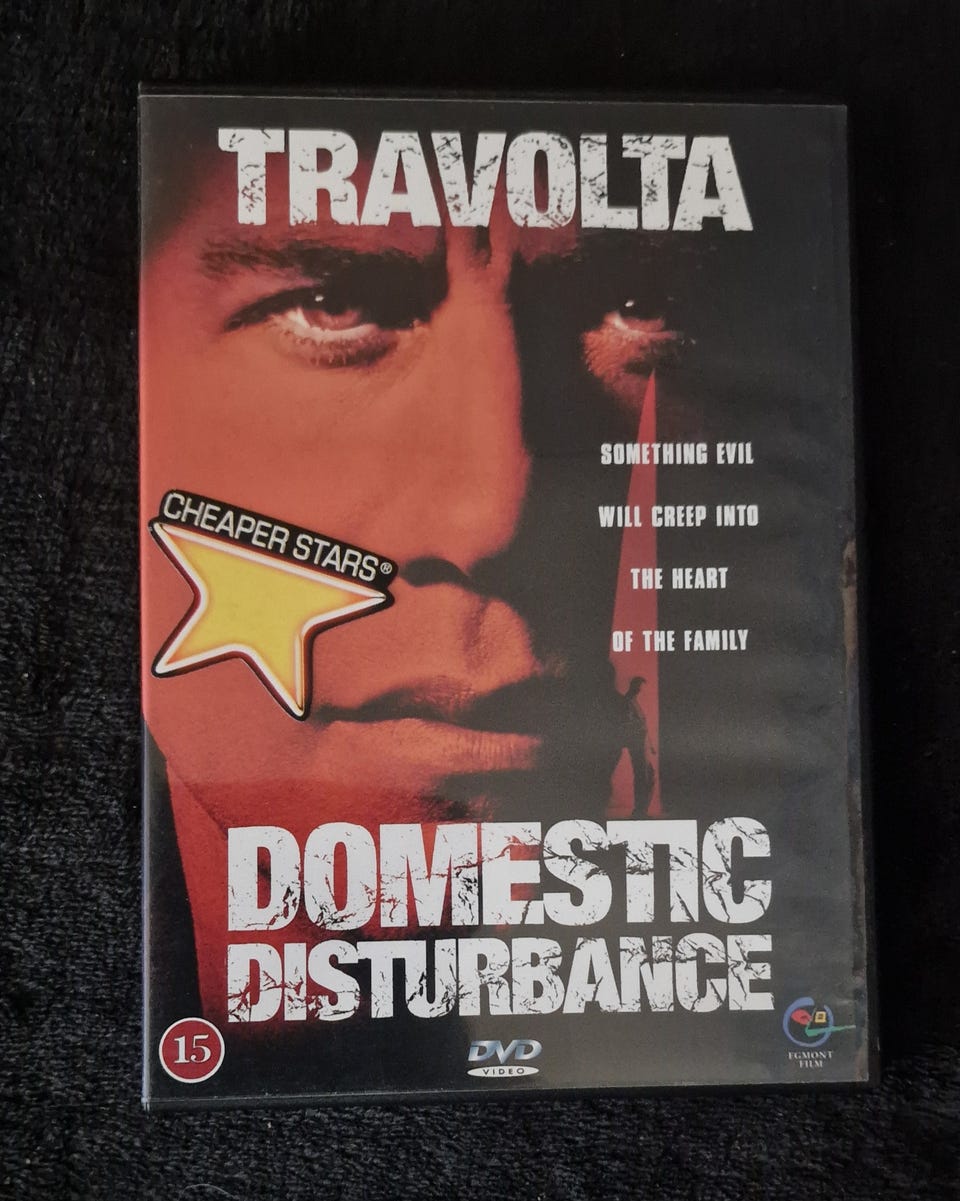 TRAVOLTA
SOMETHING EVIL
WILL CREEP INTO
THE HEART
OF THE FAMILY
CHEAPER STARS®
DOMESTIC
DISTURBANCE
15
DVD
VIDEO
EGMONT
FILM